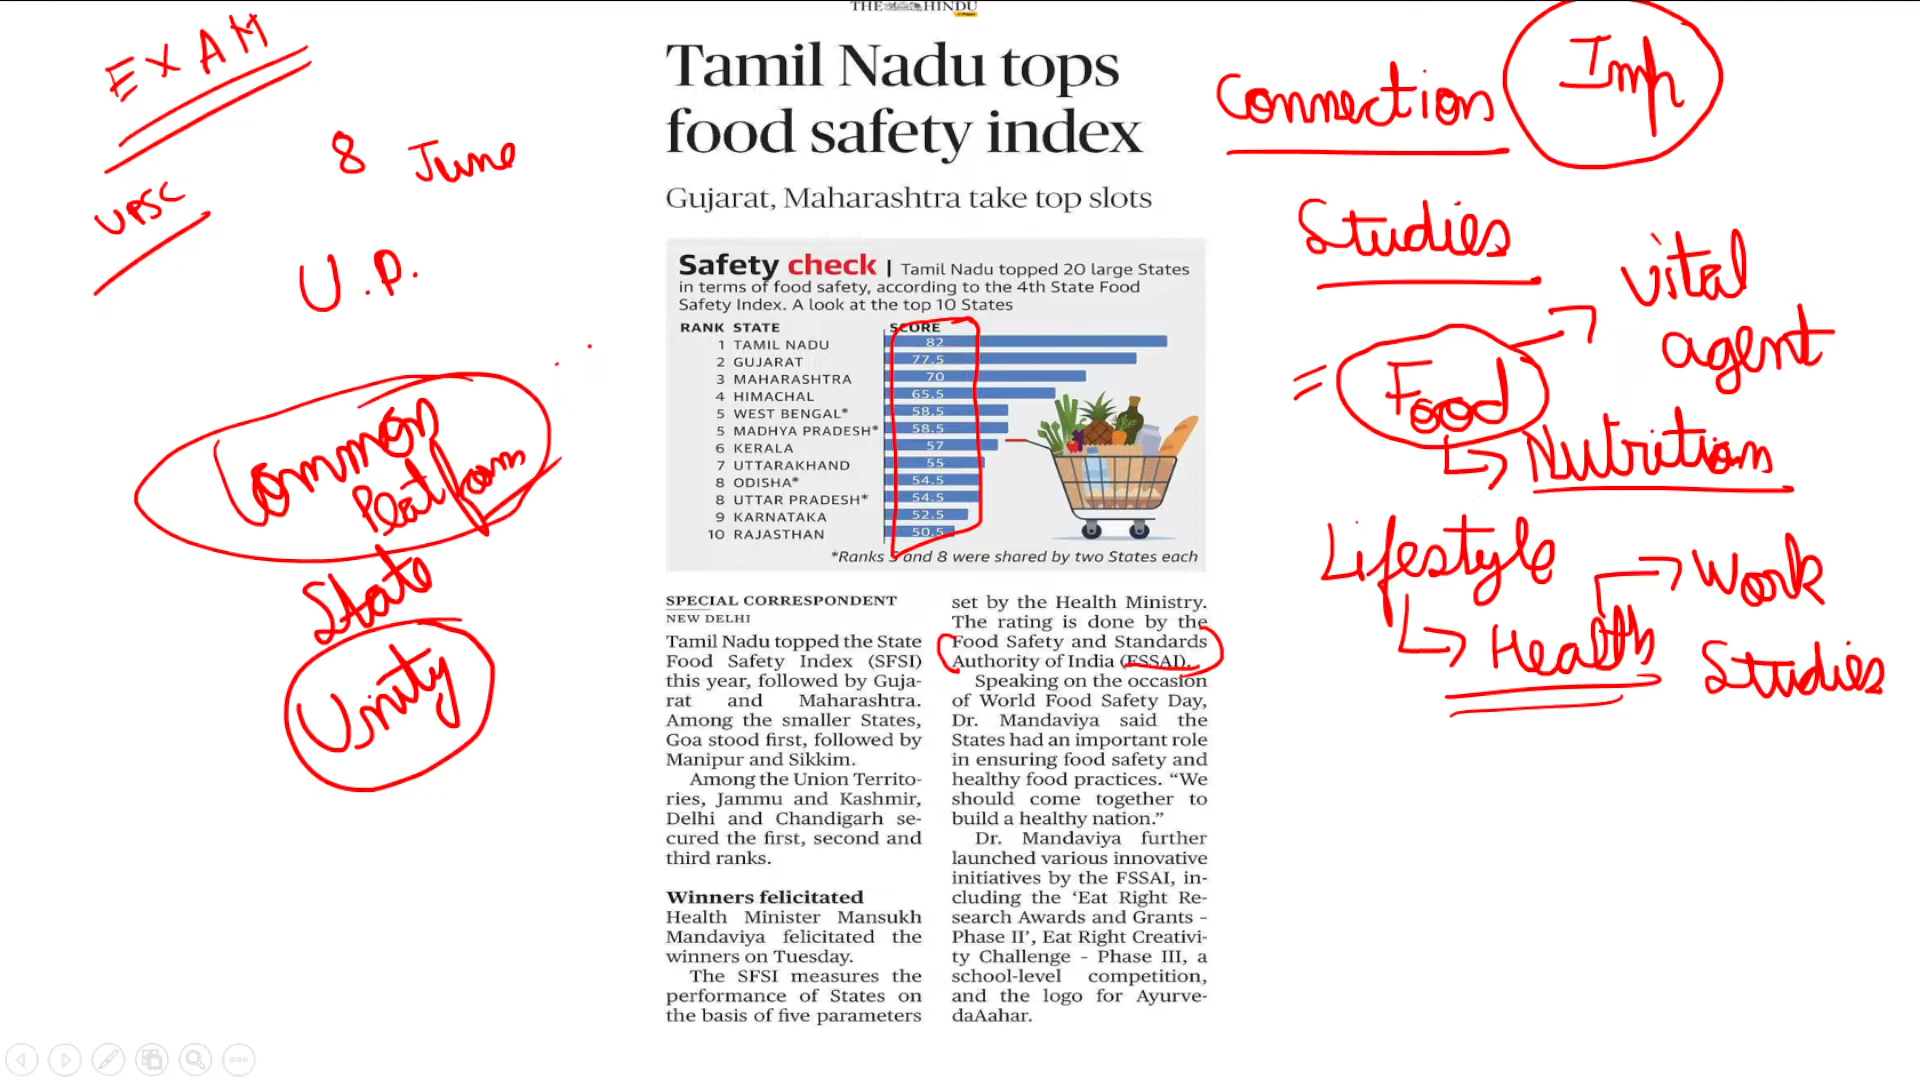 THE HINDU
Tamil Nadu tops
food safety index
Gujarat, Maharashtra take top slots
Safety check | Tamil Nadu topped 20 large States
in terms of food safety, according to the 4th State Food
Safety Index. A look at the top 10 States
RANK STATE SCORE
1 TAMIL NADU 82
2 GUJARAT 77.5
3 MAHARASHTRA 70
4 HIMACHAL 65.5
5 WEST BENGAL* 58.5
5 MADHYA PRADESH* 58.5
6 KERALA 57
7 UTTARAKHAND 55
8 ODISHA* 54.5
8 UTTAR PRADESH* 54.5
9 KARNATAKA 52.5
10 RAJASTHAN 50.5
*Ranks 5 and 8 were shared by two States each
SPECIAL CORRESPONDENT
NEW DELHI
Tamil Nadu topped the State
Food Safety Index (SFSI)
this year, followed by Guja-
rat and Maharashtra.
Among the smaller States,
Goa stood first, followed by
Manipur and Sikkim.
Among the Union Territo-
ries, Jammu and Kashmir,
Delhi and Chandigarh se-
cured the first, second and
third ranks.
Winners felicitated
Health Minister Mansukh
Mandaviya felicitated the
winners on Tuesday.
The SFSI measures the
performance of States on
the basis of five parameters
set by the Health Ministry.
The rating is done by the
Food Safety and Standards
Authority of India (FSSAI).
Speaking on the occasion
of World Food Safety Day,
Dr. Mandaviya said the
States had an important role
in ensuring food safety and
healthy food practices. “We
should come together to
build a healthy nation.”
Dr. Mandaviya further
launched various innovative
initiatives by the FSSAI, in-
cluding the ‘Eat Right Re-
search Awards and Grants -
Phase II’, Eat Right Creativi-
ty Challenge - Phase III, a
school-level competition,
and the logo for Ayurve-
daAahar.
EXAM
8 June
UPSC
U.P.
Common
Platform
State
Unity
Connection
Imp
Studies
Vital
agent
Food
Nutrition
Lifestyle
Work
Health
Studies